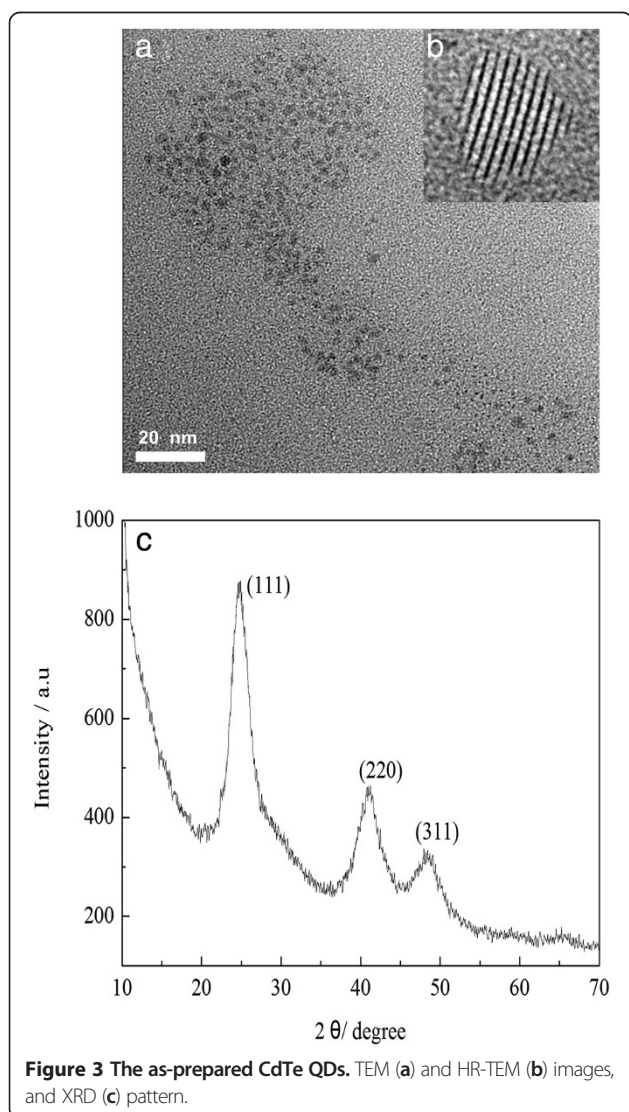 a
b
20 nm
c
1000
800
600
400
200
Intensity / a.u
(111)
(220)
(311)
10 20 30 40 50 60 70
2 θ/ degree
Figure 3 The as-prepared CdTe QDs. TEM (a) and HR-TEM (b) images,
and XRD (c) pattern.